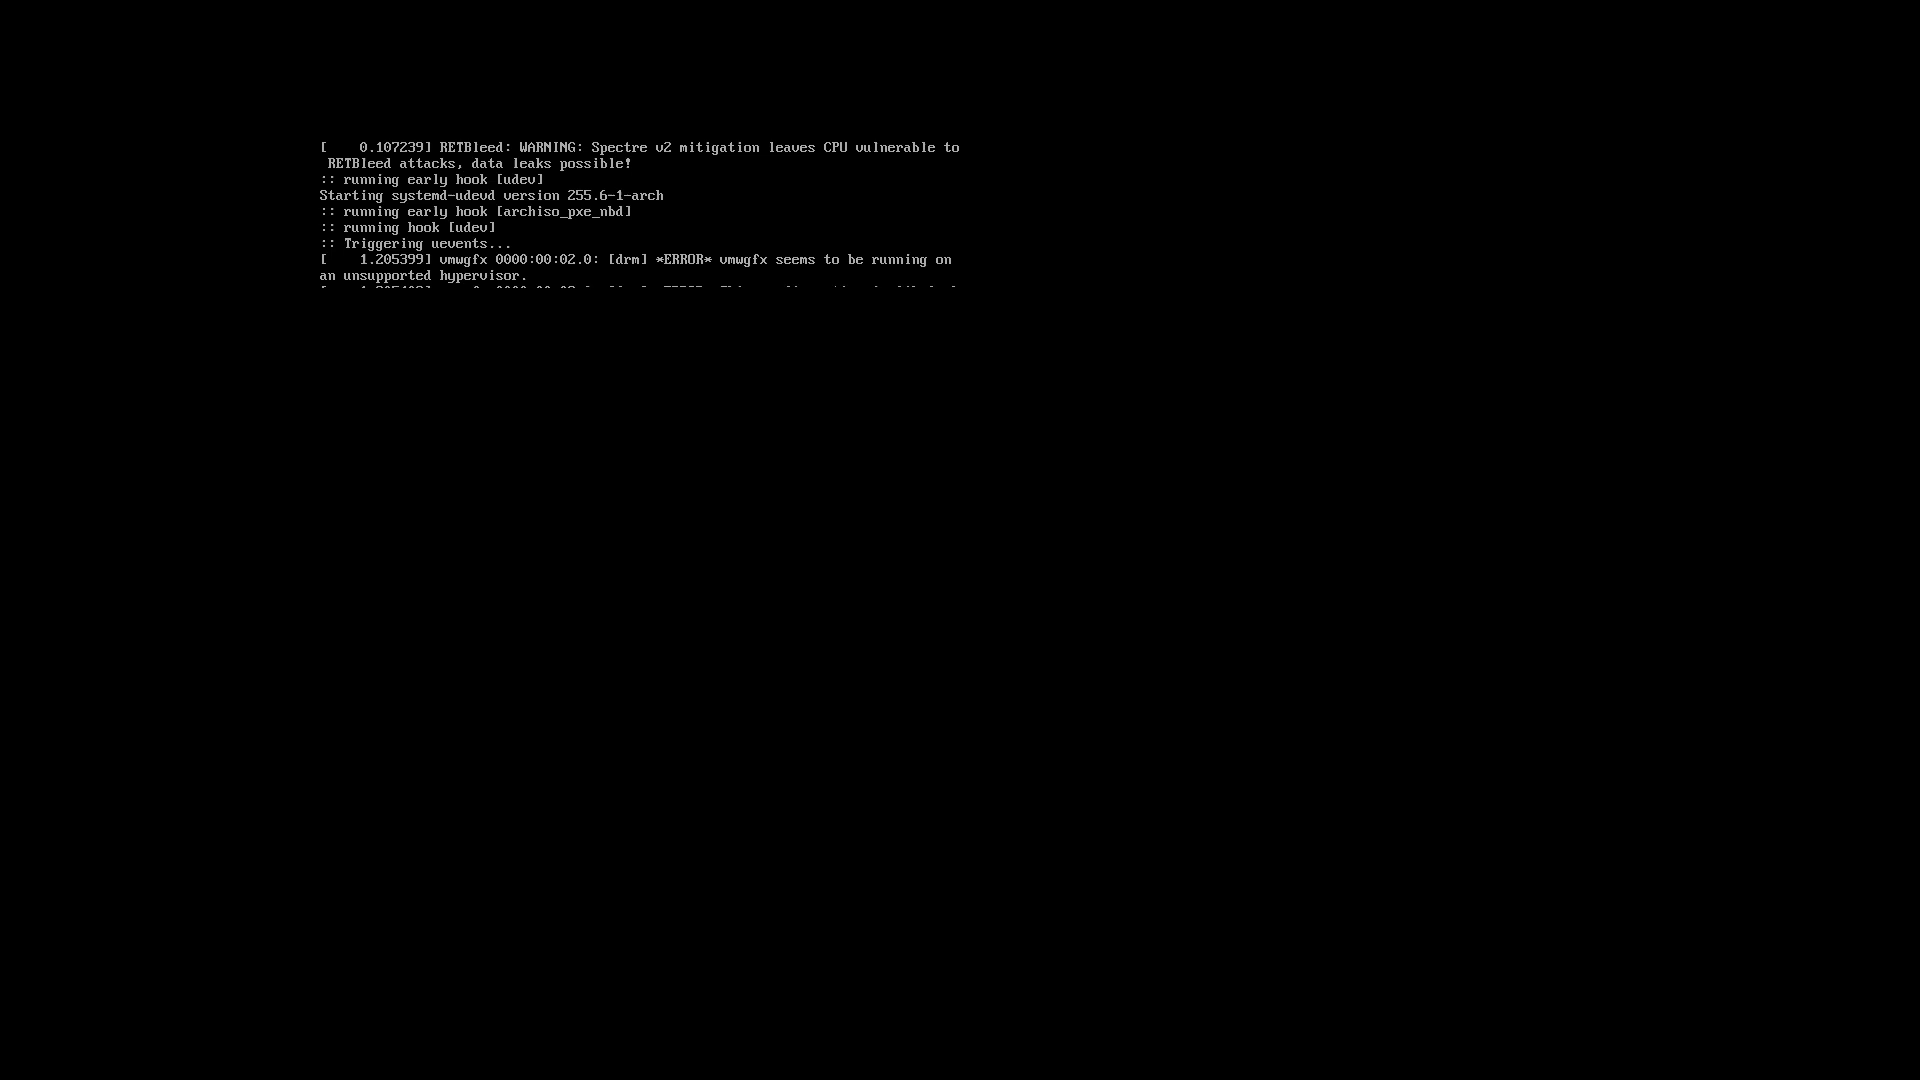 [    0.107239] RETBleed: WARNING: Spectre v2 mitigation leaves CPU vulnerable to
 RETBleed attacks, data leaks possible!
:: running early hook [udev]
Starting systemd-udevd version 255.6-1-arch
:: running early hook [archiso_pxe_nbd]
:: running hook [udev]
:: Triggering uevents...
[    1.205399] vmwgfx 0000:00:02.0: [drm] *ERROR* vmwgfx seems to be running on
an unsupported hypervisor.